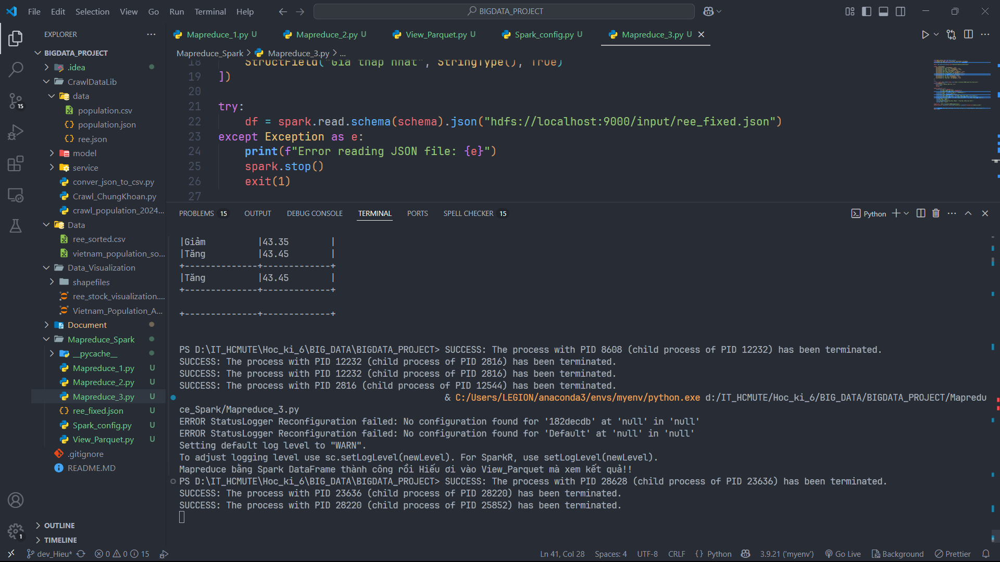 File Edit Selection View Go Run Terminal Help
BIGDATA_PROJECT
EXPLORER
BIGDATA_PROJECT
.idea
CrawlDataLib
data
population.csv
population.json
ree.json
model
service
conver_json_to_csv.py
Crawl_ChungKhoan.py
crawl_population_2024...
Data
ree_sorted.csv
vietnam_population_so...
Data_Visualization
shapefiles
ree_stock_visualization....
Vietnam_Population_A...
Document
Mapreduce_Spark
__pycache__
Mapreduce_1.py U
Mapreduce_2.py U
Mapreduce_3.py U
ree_fixed.json U
Spark_config.py U
View_Parquet.py U
.gitignore
README.MD
OUTLINE
TIMELINE
15
1
Mapreduce_1.py U Mapreduce_2.py U View_Parquet.py U Spark_config.py U Mapreduce_3.py U
Mapreduce_Spark > Mapreduce_3.py > ...
18 StructField("Giá thấp nhất", StringType(), True)
19 ])
20
21 try:
22 df = spark.read.schema(schema).json("hdfs://localhost:9000/input/ree_fixed.json")
23 except Exception as e:
24 print(f"Error reading JSON file: {e}")
25 spark.stop()
26 exit(1)
27
PROBLEMS 15 OUTPUT DEBUG CONSOLE TERMINAL PORTS SPELL CHECKER 15
Python
|Giảm |43.35 |
|Tăng |43.45 |
+--------------+-------------+
|Tăng |43.45 |
+--------------+-------------+
+--------------+-------------+
PS D:\IT_HCMUTE\Hoc_ki_6\BIG_DATA\BIGDATA_PROJECT> SUCCESS: The process with PID 8608 (child process of PID 12232) has been terminated.
SUCCESS: The process with PID 12232 (child process of PID 2816) has been terminated.
SUCCESS: The process with PID 12232 (child process of PID 2816) has been terminated.
SUCCESS: The process with PID 2816 (child process of PID 12544) has been terminated.
& C:/Users/LEGION/anaconda3/envs/myenv/python.exe d:/IT_HCMUTE/Hoc_ki_6/BIG_DATA/BIGDATA_PROJECT/Mapredu
ce_Spark/Mapreduce_3.py
ERROR StatusLogger Reconfiguration failed: No configuration found for '182decdb' at 'null' in 'null'
ERROR StatusLogger Reconfiguration failed: No configuration found for 'Default' at 'null' in 'null'
Setting default log level to "WARN".
To adjust logging level use sc.setLogLevel(newLevel). For SparkR, use setLogLevel(newLevel).
Mapreduce bằng Spark DataFrame thành công rồi Hiếu ơi vào View_Parquet mà xem kết quả!!
PS D:\IT_HCMUTE\Hoc_ki_6\BIG_DATA\BIGDATA_PROJECT> SUCCESS: The process with PID 28628 (child process of PID 23636) has been terminated.
SUCCESS: The process with PID 23636 (child process of PID 28220) has been terminated.
SUCCESS: The process with PID 28220 (child process of PID 25852) has been terminated.
dev_Hieu* 0 0 15 Ln 41, Col 28 Spaces: 4 UTF-8 CRLF {} Python 3.9.21 ('myenv') Go Live Background Prettier